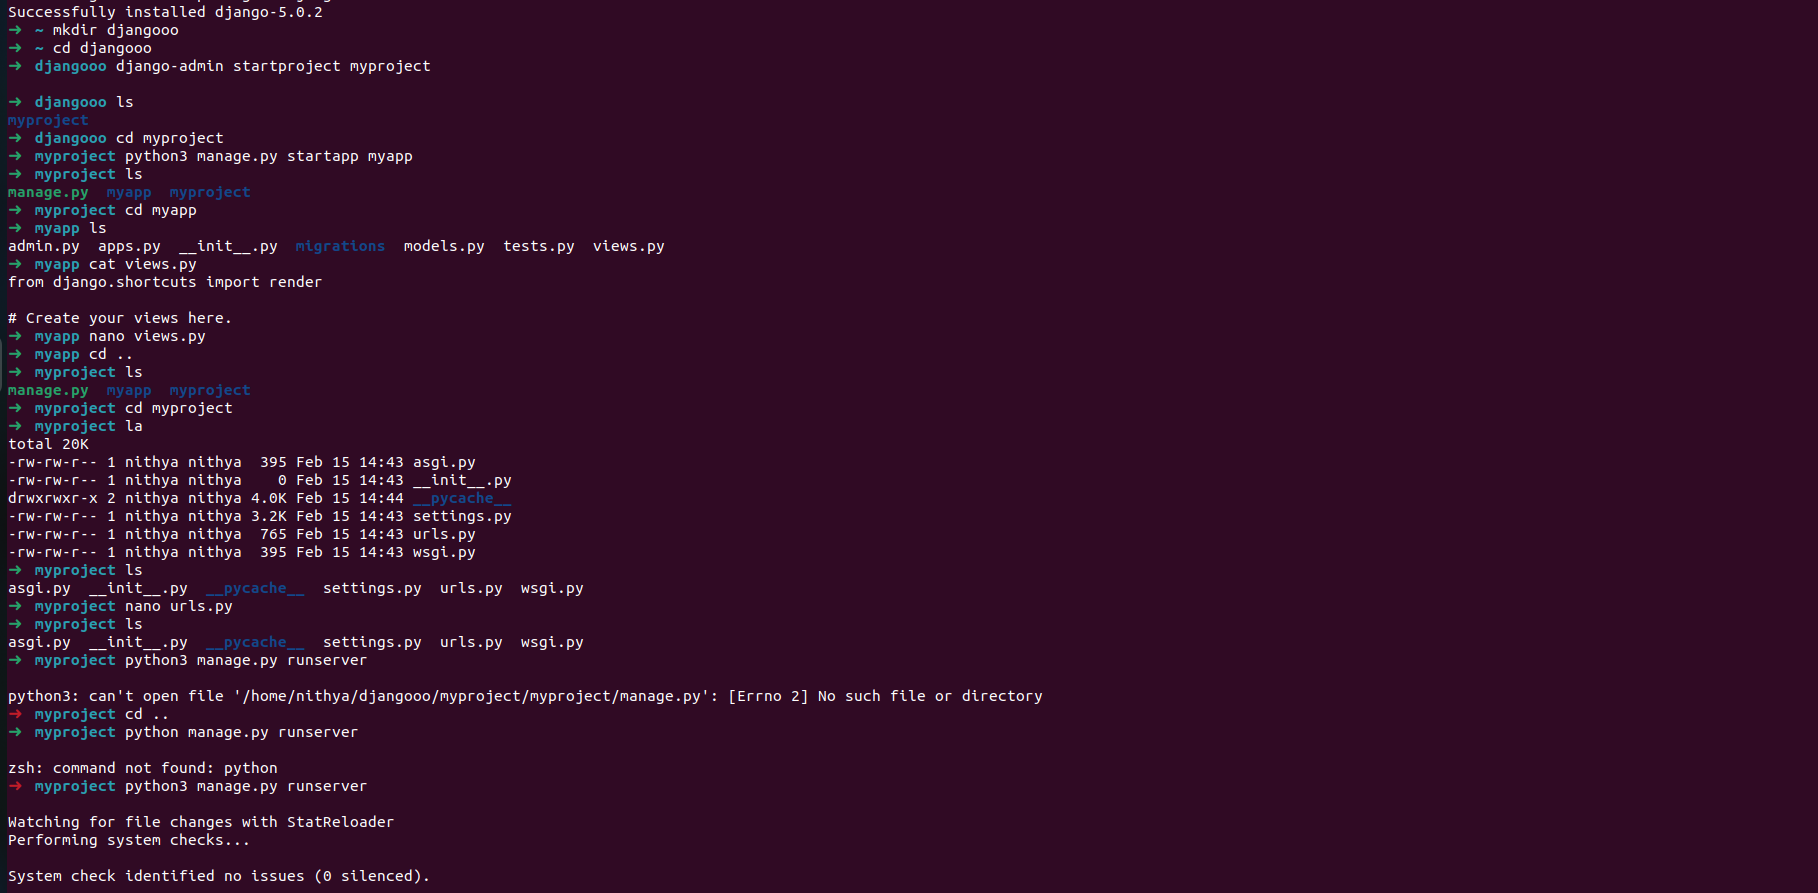 Successfully installed django-5.0.2
➜ ~ mkdir djangooo
➜ ~ cd djangooo
➜ djangooo django-admin startproject myproject
➜ djangooo ls
myproject
➜ djangooo cd myproject
➜ myproject python3 manage.py startapp myapp
➜ myproject ls
manage.py  myapp  myproject
➜ myproject cd myapp
➜ myapp ls
admin.py  apps.py  __init__.py  migrations  models.py  tests.py  views.py
➜ myapp cat views.py
from django.shortcuts import render
# Create your views here.
➜ myapp nano views.py
➜ myapp cd ..
➜ myproject ls
manage.py  myapp  myproject
➜ myproject cd myproject
➜ myproject la
total 20K
-rw-rw-r-- 1 nithya nithya  395 Feb 15 14:43 asgi.py
-rw-rw-r-- 1 nithya nithya    0 Feb 15 14:43 __init__.py
drwxrwxr-x 2 nithya nithya 4.0K Feb 15 14:44 __pycache__
-rw-rw-r-- 1 nithya nithya 3.2K Feb 15 14:43 settings.py
-rw-rw-r-- 1 nithya nithya  765 Feb 15 14:43 urls.py
-rw-rw-r-- 1 nithya nithya  395 Feb 15 14:43 wsgi.py
➜ myproject ls
asgi.py  __init__.py  __pycache__  settings.py  urls.py  wsgi.py
➜ myproject nano urls.py
➜ myproject ls
asgi.py  __init__.py  __pycache__  settings.py  urls.py  wsgi.py
➜ myproject python3 manage.py runserver
python3: can't open file '/home/nithya/djangooo/myproject/myproject/manage.py': [Errno 2] No such file or directory
➜ myproject cd ..
➜ myproject python manage.py runserver
zsh: command not found: python
➜ myproject python3 manage.py runserver
Watching for file changes with StatReloader
Performing system checks...
System check identified no issues (0 silenced).